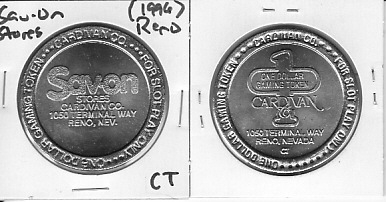 Sav-On
Stores
(1996)
Reno
CARDIVAN CO.
FOR SLOT PLAY ONLY
ONE DOLLAR GAMING TOKEN
Savon
STORES
CARDIVAN CO.
1050 TERMINAL WAY
RENO, NEV.
CT
CARDIVAN CO.
FOR SLOT PLAY ONLY
ONE DOLLAR GAMING TOKEN
1
ONE DOLLAR
GAMING TOKEN
CARDIVAN
1050 TERMINAL WAY
RENO, NEVADA
CT